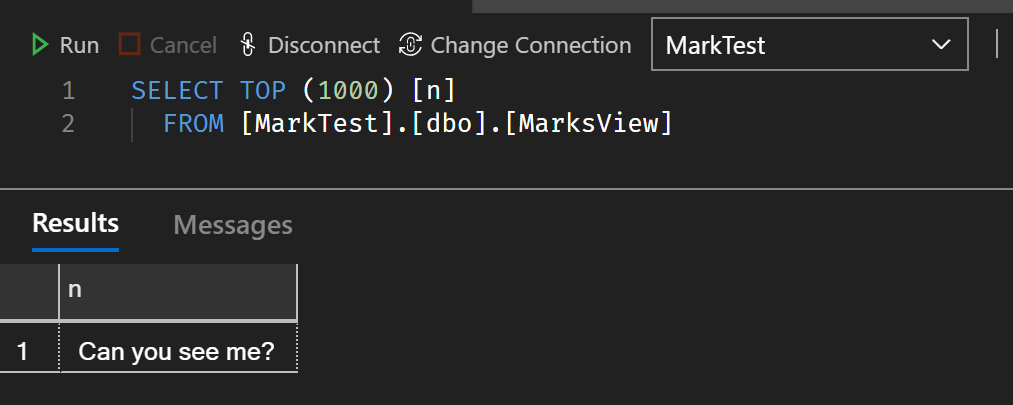 Run Cancel Disconnect Change Connection MarkTest
1 SELECT TOP (1000) [n]
2 FROM [MarkTest].[dbo].[MarksView]
Results Messages
n
1 Can you see me?